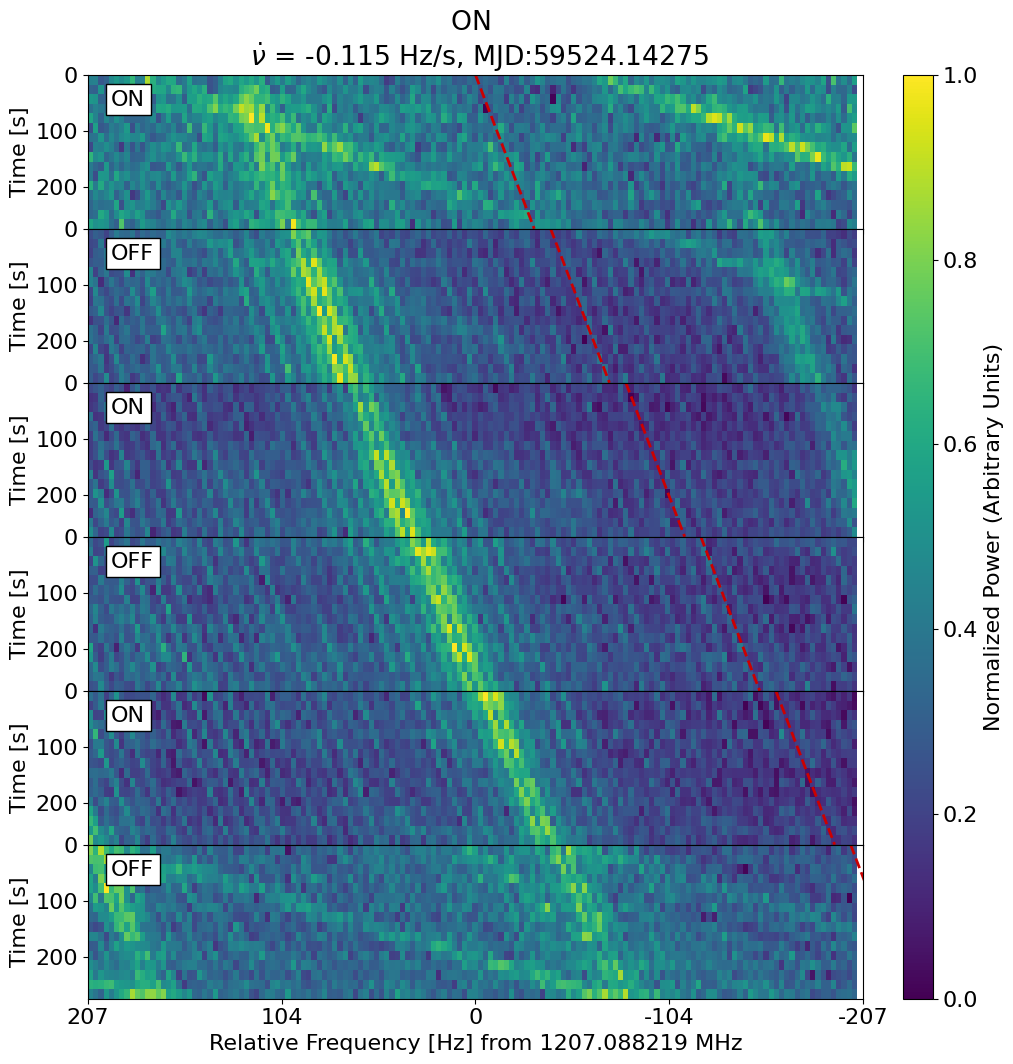 ON
ν̇ = -0.115 Hz/s, MJD:59524.14275
0
ON
100
200
Time [s]
0
OFF
100
200
Time [s]
0
ON
100
200
Time [s]
0
OFF
100
200
Time [s]
0
ON
100
200
Time [s]
0
OFF
100
200
Time [s]
207 104 0 -104 -207
Relative Frequency [Hz] from 1207.088219 MHz
1.0
0.8
0.6
0.4
0.2
0.0
Normalized Power (Arbitrary Units)